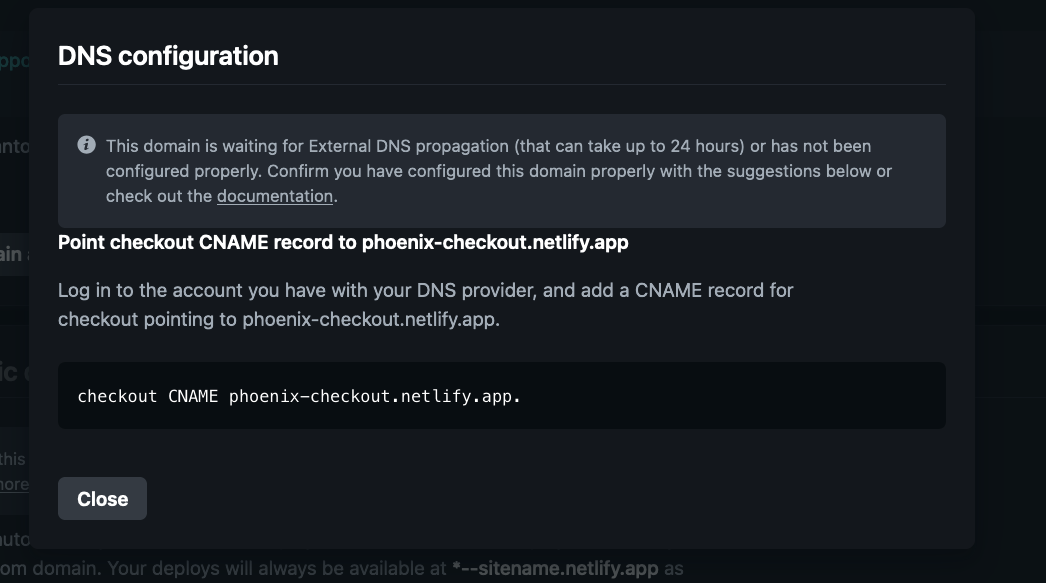 DNS configuration
This domain is waiting for External DNS propagation (that can take up to 24 hours) or has not been
configured properly. Confirm you have configured this domain properly with the suggestions below or
check out the documentation.
Point checkout CNAME record to phoenix-checkout.netlify.app
Log in to the account you have with your DNS provider, and add a CNAME record for
checkout pointing to phoenix-checkout.netlify.app.
checkout CNAME phoenix-checkout.netlify.app.
this
Close
om domain. Your deploys will always be available at *--sitename.netlify.app as